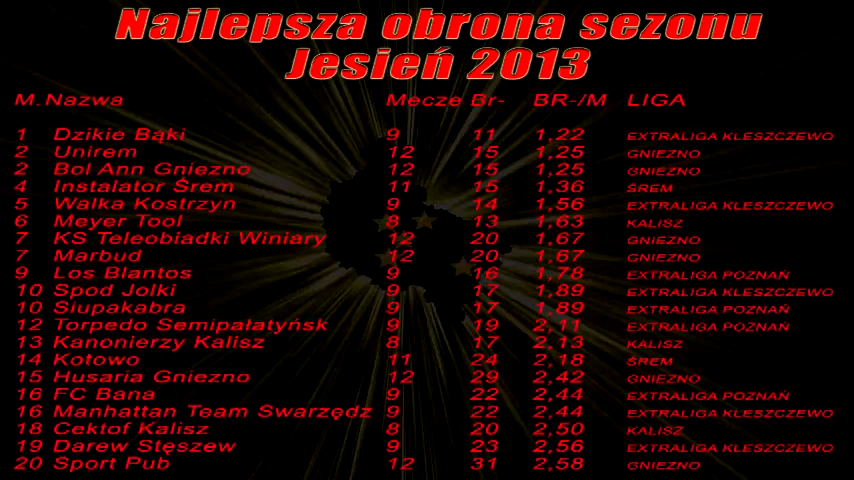 Najlepsza obrona sezonu
Jesień 2013
M. Nazwa Mecze Br- BR-/M LIGA
1 Dzikie Bąki 9 11 1,22 EXTRALIGA KLESZCZEWO
2 Unirem 12 15 1,25 GNIEZNO
2 Bol Ann Gniezno 12 15 1,25 GNIEZNO
4 Instalator Śrem 11 15 1,36 ŚREM
5 Walka Kostrzyn 9 14 1,56 EXTRALIGA KLESZCZEWO
6 Meyer Tool 8 13 1,63 KALISZ
7 KS Teleobiadki Winiary 12 20 1,67 GNIEZNO
7 Marbud 12 20 1,67 GNIEZNO
9 Los Blantos 9 16 1,78 EXTRALIGA POZNAŃ
10 Spod Jolki 9 17 1,89 EXTRALIGA KLESZCZEWO
10 Siupakabra 9 17 1,89 EXTRALIGA POZNAŃ
12 Torpedo Semipałatyńsk 9 19 2,11 EXTRALIGA POZNAŃ
13 Kanonierzy Kalisz 8 17 2,13 KALISZ
14 Kotowo 11 24 2,18 ŚREM
15 Husaria Gniezno 12 29 2,42 GNIEZNO
16 FC Bana 9 22 2,44 EXTRALIGA POZNAŃ
16 Manhattan Team Swarzędz 9 22 2,44 EXTRALIGA KLESZCZEWO
18 Cektof Kalisz 8 20 2,50 KALISZ
19 Darew Stęszew 9 23 2,56 EXTRALIGA KLESZCZEWO
20 Sport Pub 12 31 2,58 GNIEZNO